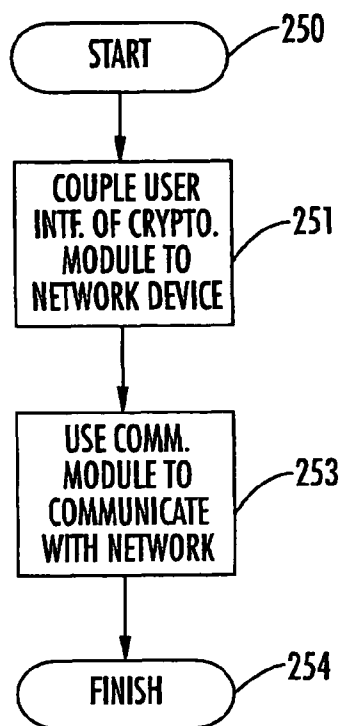 START
250
COUPLE USER
INTF. OF CRYPTO.
MODULE TO
NETWORK DEVICE
251
USE COMM.
MODULE TO
COMMUNICATE
WITH NETWORK
253
FINISH
254